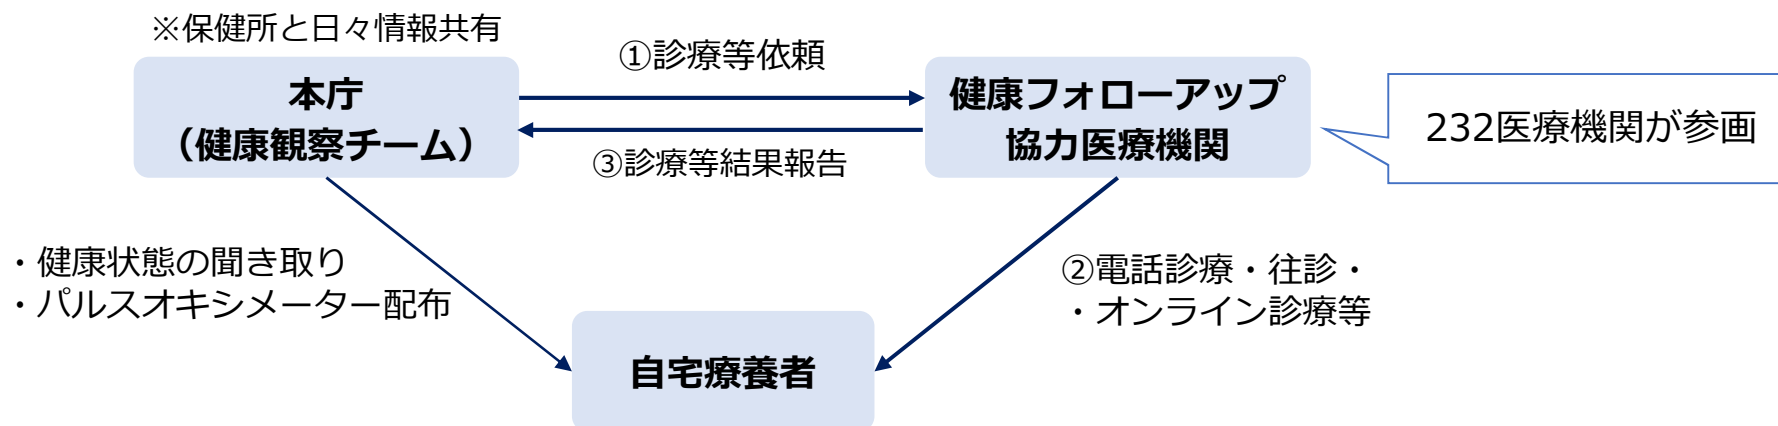 ※保健所と日々情報共有
本庁
（健康観察チーム）
①診療等依頼
③診療等結果報告
健康フォローアップ
協力医療機関
232医療機関が参画
・健康状態の聞き取り
・パルスオキシメーター配布
②電話診療・往診・
・オンライン診療等
自宅療養者